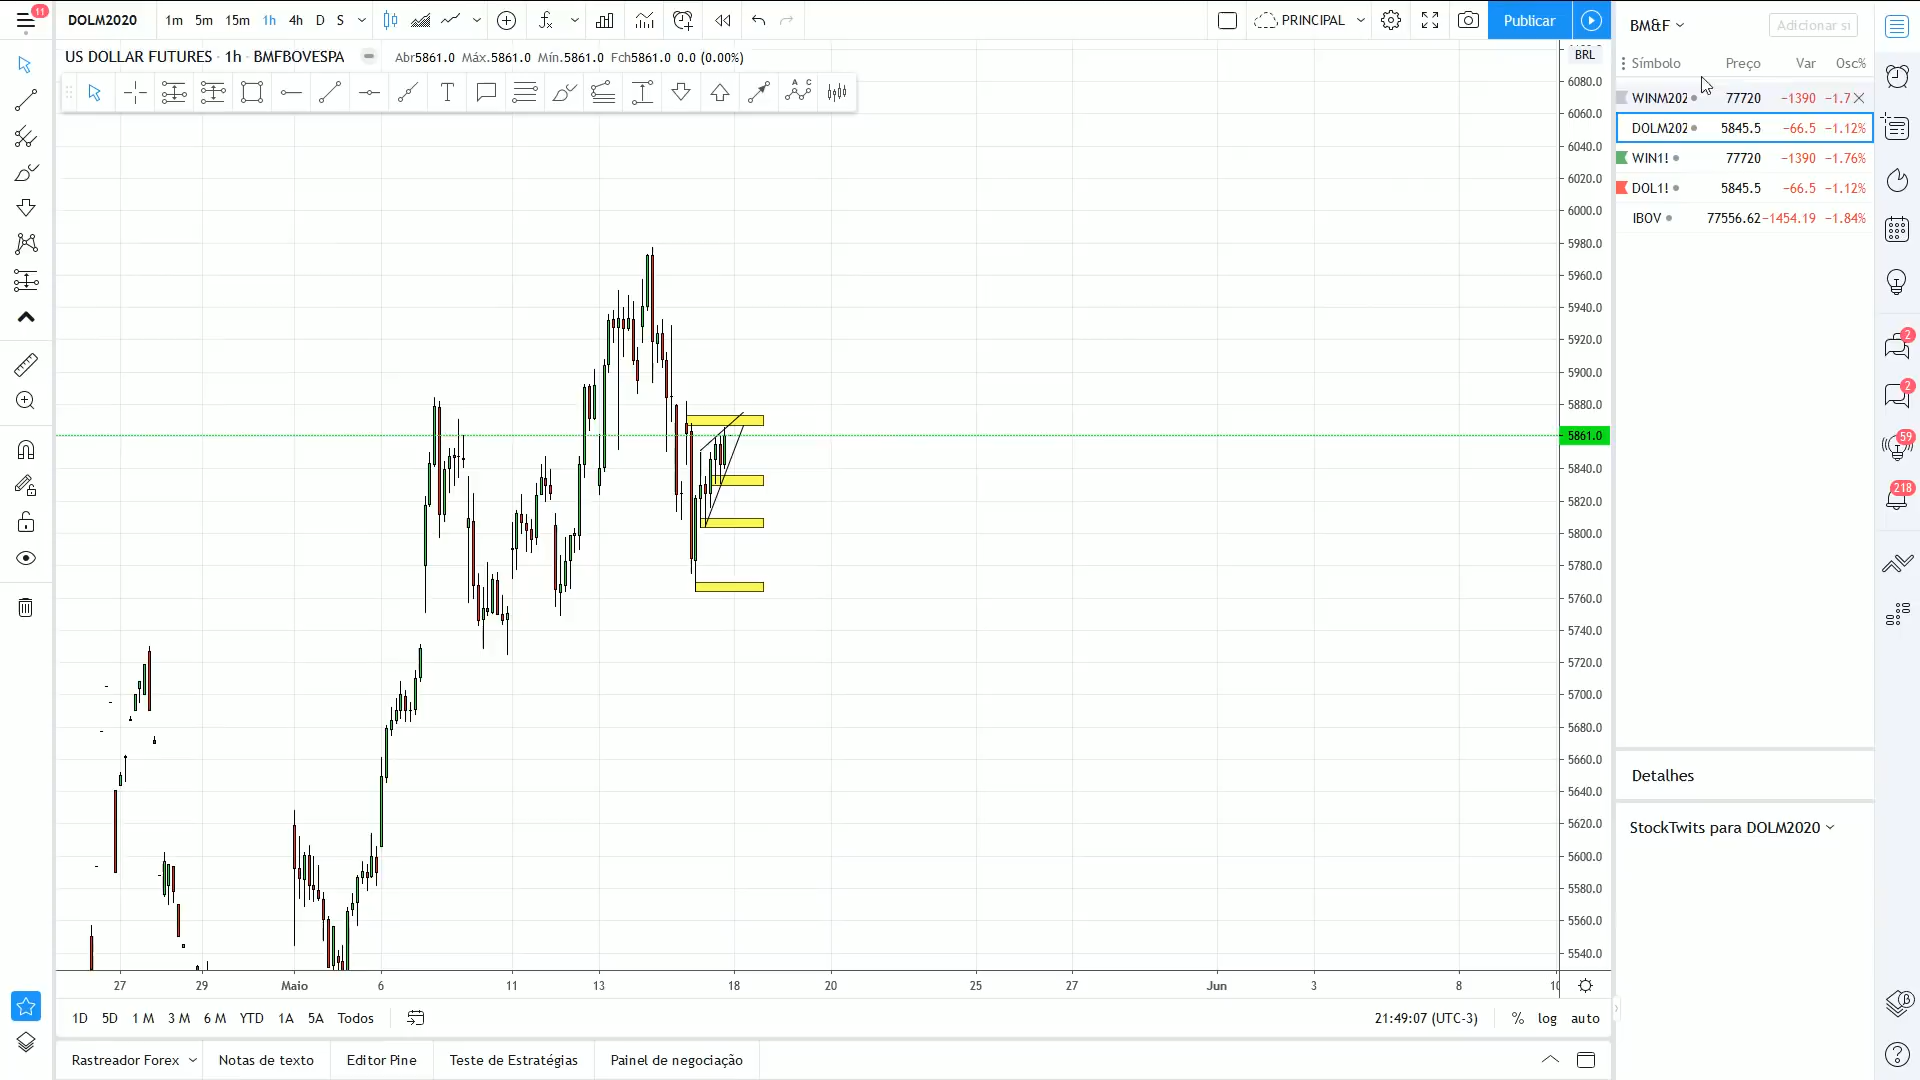 11
DOLM2020 1m 5m 15m 1h 4h D S PRINCIPAL Publicar
US DOLLAR FUTURES · 1h · BMFBOVESPA Abr5861.0 Máx.5861.0 Mín.5861.0 Fch5861.0 0.0 (0.00%)
T
A C
B
BRL
6080.0
6060.0
6040.0
6020.0
6000.0
5980.0
5960.0
5940.0
5920.0
5900.0
5880.0
5861.0
5840.0
5820.0
5800.0
5780.0
5760.0
5740.0
5720.0
5700.0
5680.0
5660.0
5640.0
5620.0
5600.0
5580.0
5560.0
5540.0
27 29 Maio 6 11 13 18 20 25 27 Jun 3 8
1D 5D 1 M 3 M 6 M YTD 1A 5A Todos 21:49:07 (UTC-3) % log auto
Rastreador Forex Notas de texto Editor Pine Teste de Estratégias Painel de negociação
BM&F Adicionar si
Símbolo Preço Var Osc%
WINM202 77720 −1390 −1.7
DOLM202 5845.5 −66.5 −1.12%
WIN1! 77720 −1390 −1.76%
DOL1! 5845.5 −66.5 −1.12%
IBOV 77556.62 −1454.19 −1.84%
Detalhes
StockTwits para DOLM2020
2
2
59
218